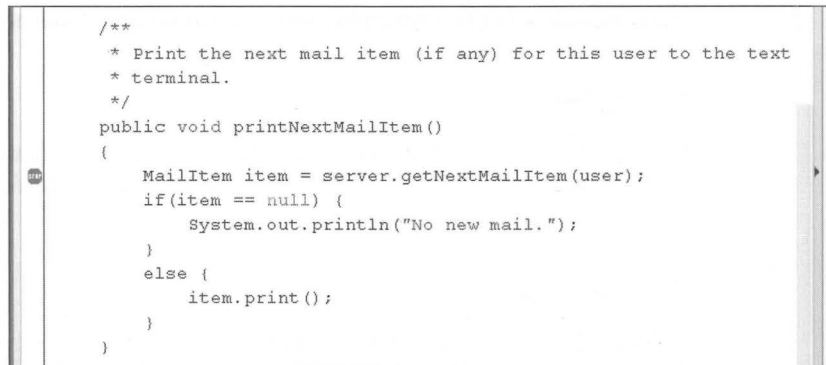 /**
 * Print the next mail item (if any) for this user to the text
 * terminal.
 */
public void printNextMailItem()
{
    MailItem item = server.getNextMailItem(user);
    if(item == null) {
        System.out.println("No new mail.");
    }
    else {
        item.print();
    }
}